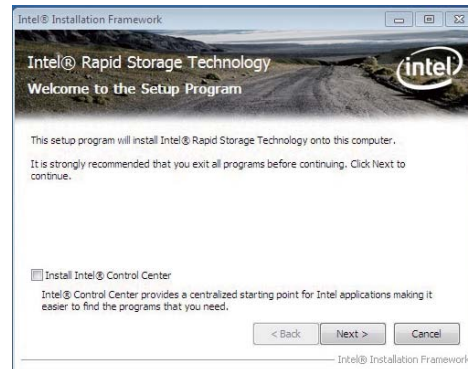 Intel® Installation Framework
Intel® Rapid Storage Technology
Welcome to the Setup Program
intel
This setup program will install Intel® Rapid Storage Technology onto this computer.
It is strongly recommended that you exit all programs before continuing. Click Next to
continue.
Install Intel® Control Center
Intel® Control Center provides a centralized starting point for Intel applications making it
easier to find the programs that you need.
< Back
Next >
Cancel
Intel® Installation Framework